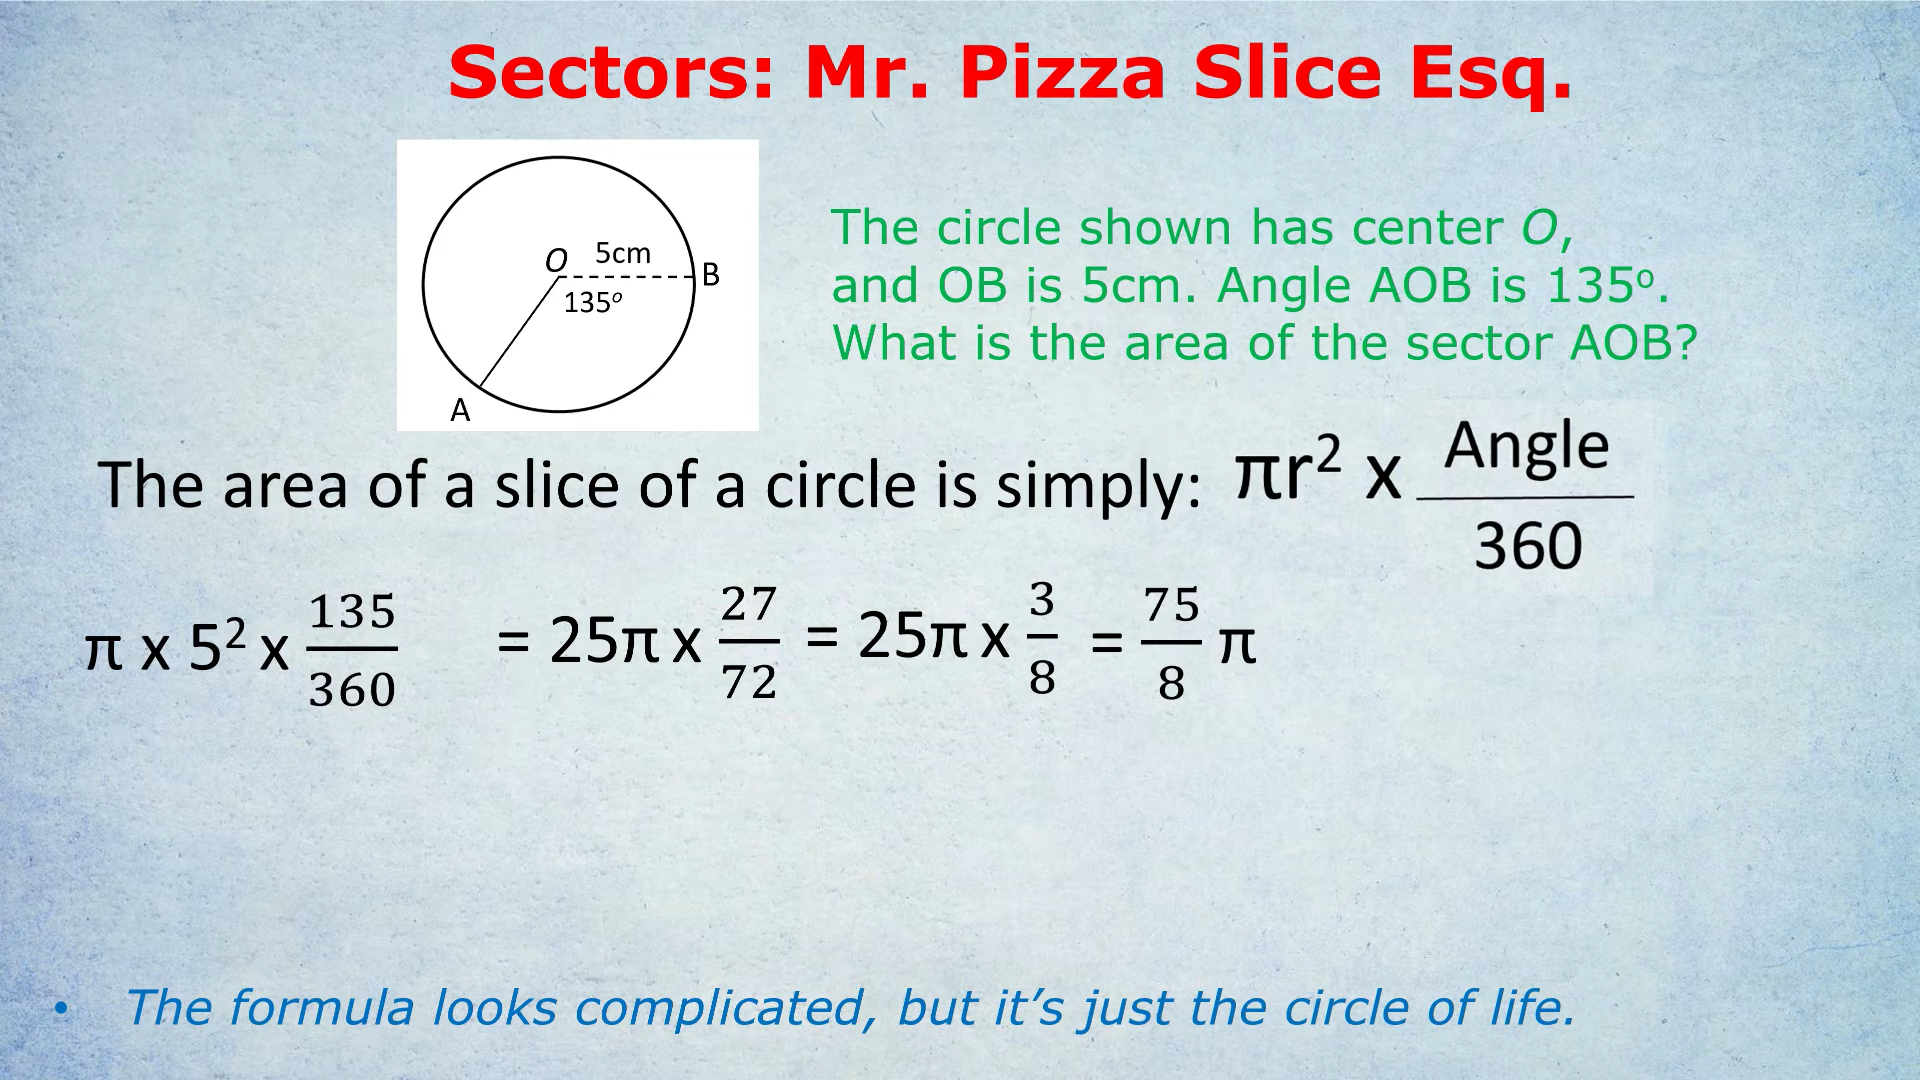 Sectors: Mr. Pizza Slice Esq.
O 5cm B
135º
A
The circle shown has center O,
and OB is 5cm. Angle AOB is 135º.
What is the area of the sector AOB?
The area of a slice of a circle is simply: πr² x Angle/360
π x 5² x 135/360 = 25π x 27/72 = 25π x 3/8 = 75/8 π
• The formula looks complicated, but it’s just the circle of life.